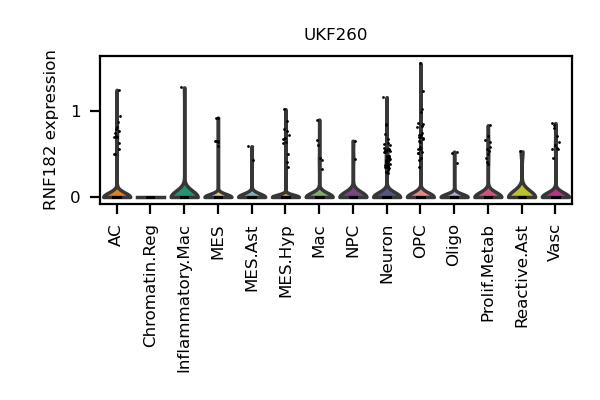 UKF260
RNF182 expression
1
0
AC
Chromatin.Reg
Inflammatory.Mac
MES
MES.Ast
MES.Hyp
Mac
NPC
Neuron
OPC
Oligo
Prolif.Metab
Reactive.Ast
Vasc